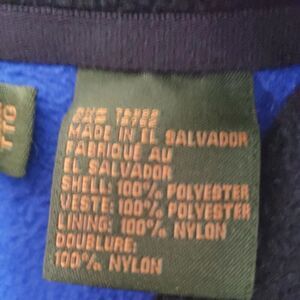 MADE IN EL SALVADOR
FABRIQUÉ AU
EL SALVADOR
SHELL: 100% POLYESTER
VESTE: 100% POLYESTER
LINING: 100% NYLON
DOUBLURE:
100% NYLON